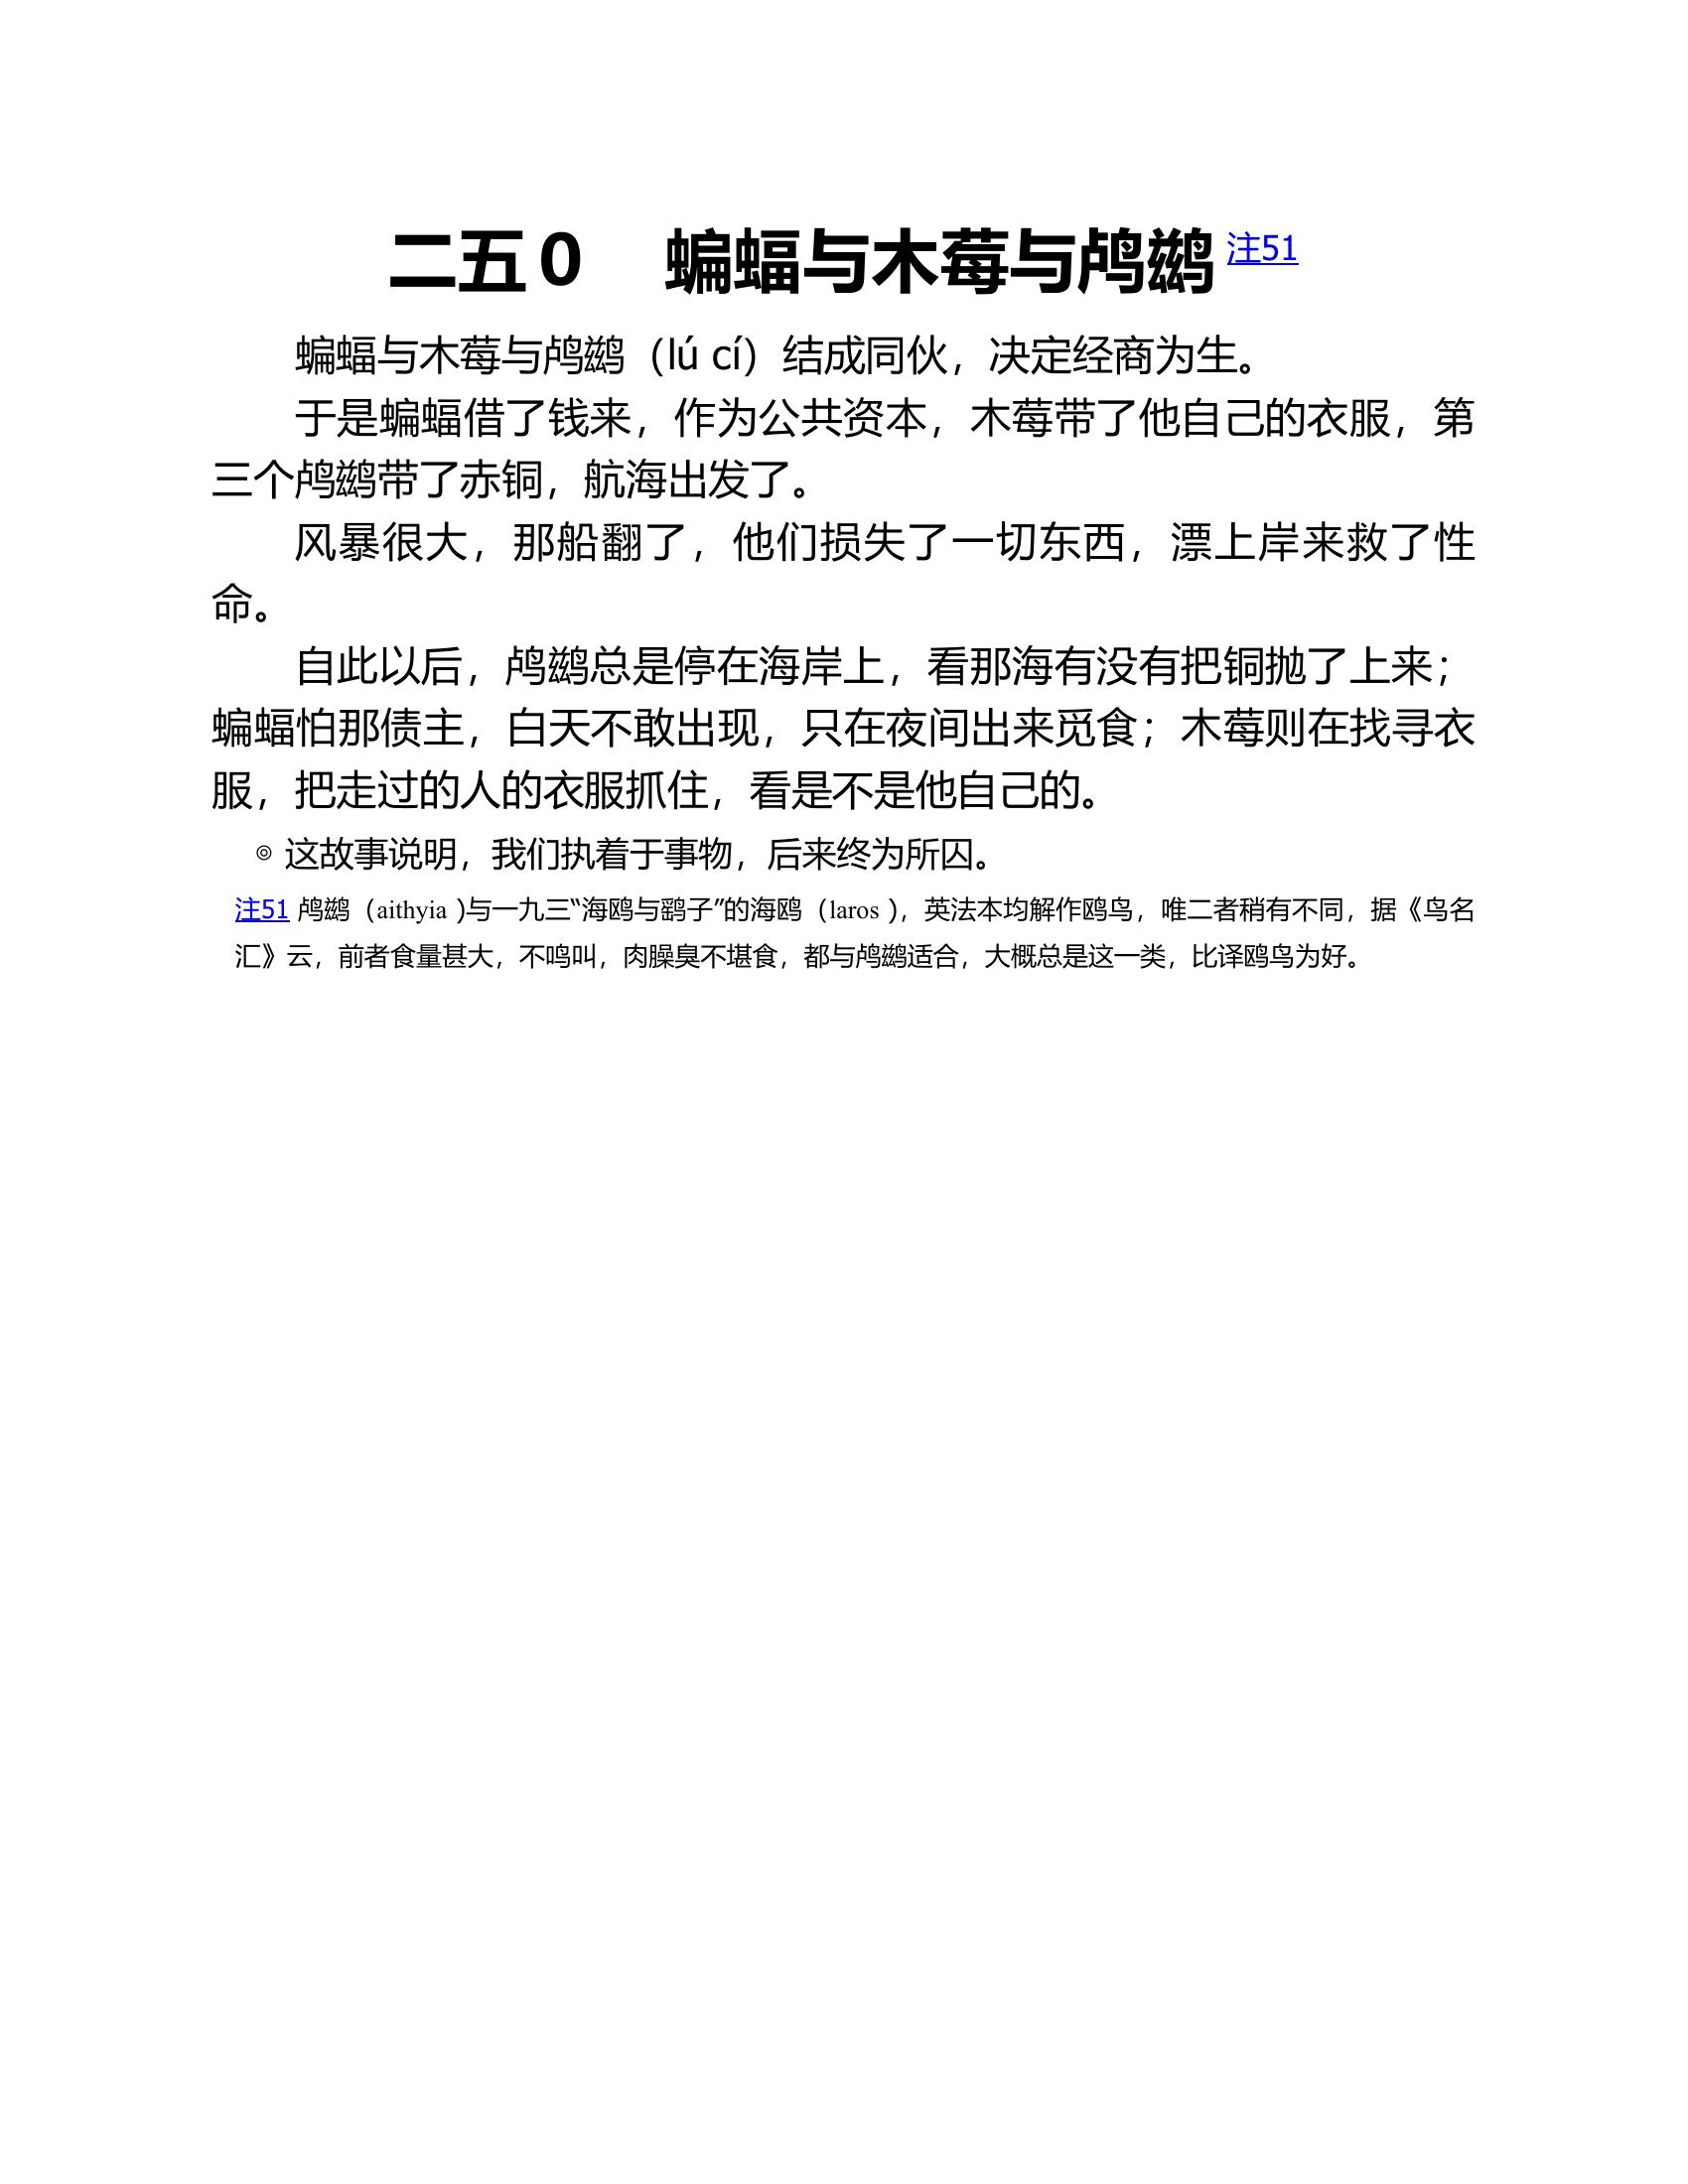 二五0　蝙蝠与木莓与鸬鹚 注51
蝙蝠与木莓与鸬鹚（lú cí）结成同伙，决定经商为生。
于是蝙蝠借了钱来，作为公共资本，木莓带了他自己的衣服，第
三个鸬鹚带了赤铜，航海出发了。
风暴很大，那船翻了，他们损失了一切东西，漂上岸来救了性
命。
自此以后，鸬鹚总是停在海岸上，看那海有没有把铜抛了上来；
蝙蝠怕那债主，白天不敢出现，只在夜间出来觅食；木莓则在找寻衣
服，把走过的人的衣服抓住，看是不是他自己的。
◎ 这故事说明，我们执着于事物，后来终为所囚。
注51 鸬鹚（aithyia ）与一九三“海鸥与鹞子”的海鸥（laros ），英法本均解作鸥鸟，唯二者稍有不同，据《鸟名
汇》云，前者食量甚大，不鸣叫，肉臊臭不堪食，都与鸬鹚适合，大概总是这一类，比译鸥鸟为好。